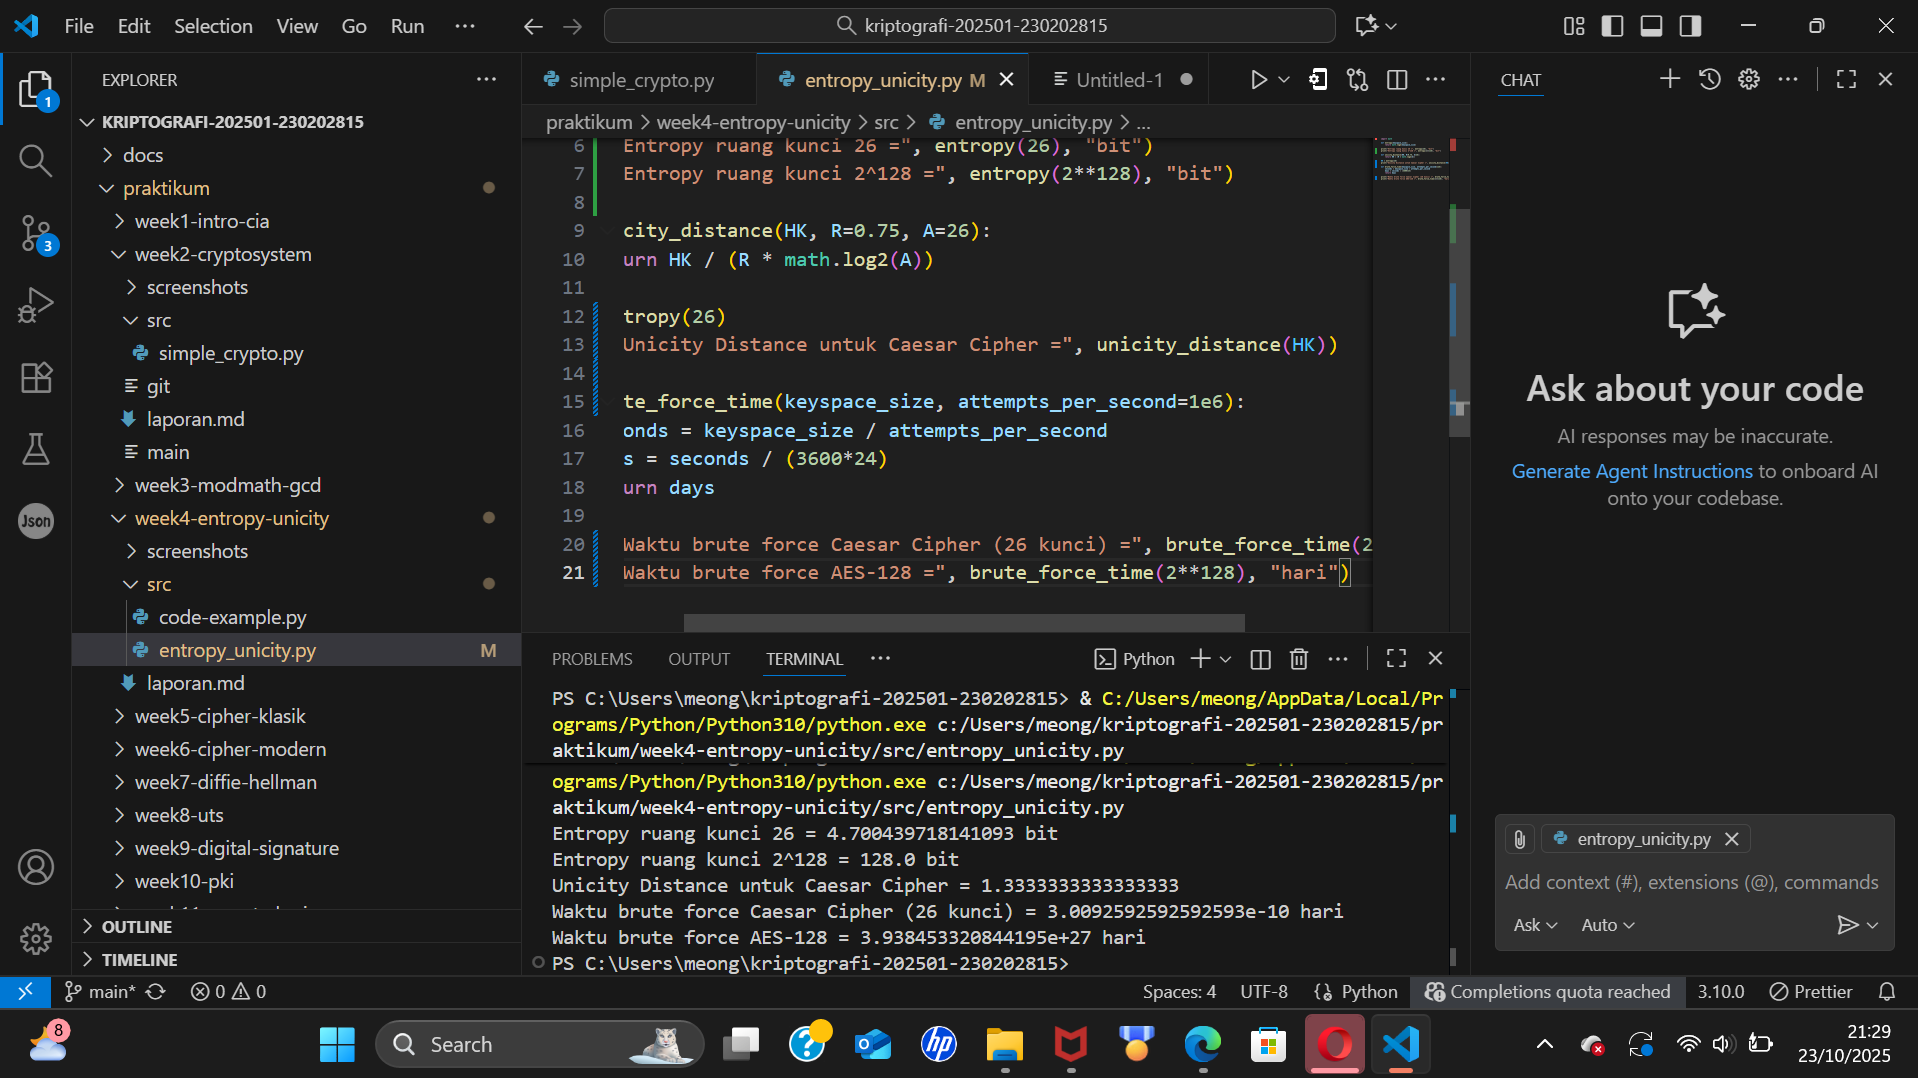 File Edit Selection View Go Run ··· kriptografi-202501-230202815
EXPLORER
1
3
Json
KRIPTOGRAFI-202501-230202815
docs
praktikum
week1-intro-cia
week2-cryptosystem
screenshots
src
simple_crypto.py
git
laporan.md
main
week3-modmath-gcd
week4-entropy-unicity
screenshots
src
code-example.py
entropy_unicity.py M
laporan.md
week5-cipher-klasik
week6-cipher-modern
week7-diffie-hellman
week8-uts
week9-digital-signature
week10-pki
OUTLINE
TIMELINE
simple_crypto.py entropy_unicity.py M Untitled-1
praktikum > week4-entropy-unicity > src > entropy_unicity.py > ...
6 Entropy ruang kunci 26 =", entropy(26), "bit")
7 Entropy ruang kunci 2^128 =", entropy(2**128), "bit")
8
9 city_distance(HK, R=0.75, A=26):
10 urn HK / (R * math.log2(A))
11
12 tropy(26)
13 Unicity Distance untuk Caesar Cipher =", unicity_distance(HK))
14
15 te_force_time(keyspace_size, attempts_per_second=1e6):
16 onds = keyspace_size / attempts_per_second
17 s = seconds / (3600*24)
18 urn days
19
20 Waktu brute force Caesar Cipher (26 kunci) =", brute_force_time(2
21 Waktu brute force AES-128 =", brute_force_time(2**128), "hari")
PROBLEMS OUTPUT TERMINAL ··· Python
PS C:\Users\meong\kriptografi-202501-230202815> & C:/Users/meong/AppData/Local/Pr
ograms/Python/Python310/python.exe c:/Users/meong/kriptografi-202501-230202815/pr
aktikum/week4-entropy-unicity/src/entropy_unicity.py
ograms/Python/Python310/python.exe c:/Users/meong/kriptografi-202501-230202815/pr
aktikum/week4-entropy-unicity/src/entropy_unicity.py
Entropy ruang kunci 26 = 4.700439718141093 bit
Entropy ruang kunci 2^128 = 128.0 bit
Unicity Distance untuk Caesar Cipher = 1.3333333333333333
Waktu brute force Caesar Cipher (26 kunci) = 3.0092592592592593e-10 hari
Waktu brute force AES-128 = 3.938453320844195e+27 hari
PS C:\Users\meong\kriptografi-202501-230202815>
CHAT
Ask about your code
AI responses may be inaccurate.
Generate Agent Instructions to onboard AI
onto your codebase.
entropy_unicity.py
Add context (#), extensions (@), commands
Ask Auto
main* 0 0 Spaces: 4 UTF-8 Python Completions quota reached 3.10.0 Prettier
8
Search
hp
21:29
23/10/2025